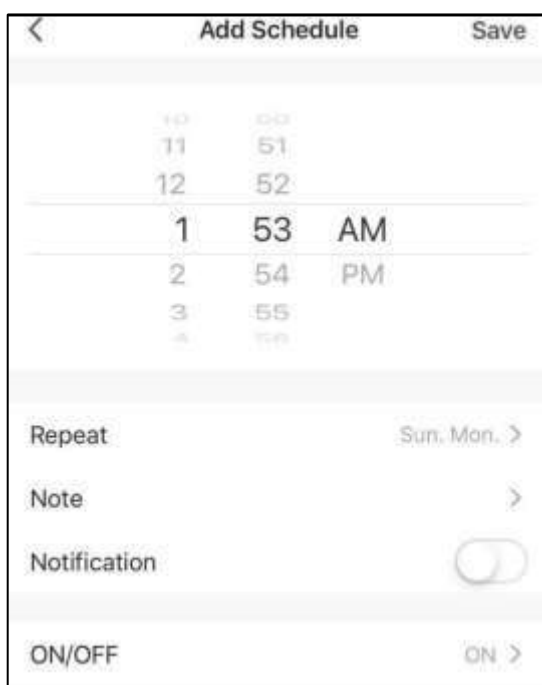 Add Schedule Save
11 51
12 52
1 53 AM
2 54 PM
3 55
Repeat Sun. Mon.
Note
Notification
ON/OFF ON